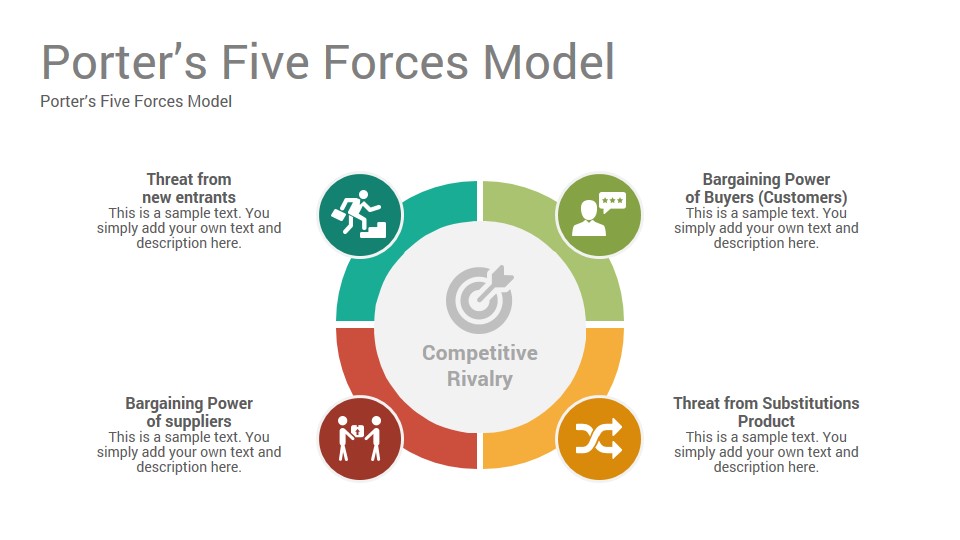 Porter’s Five Forces Model
Porter’s Five Forces Model
Threat from
new entrants
This is a sample text. You
simply add your own text and
description here.
Bargaining Power
of Buyers (Customers)
This is a sample text. You
simply add your own text and
description here.
Competitive
Rivalry
Bargaining Power
of suppliers
This is a sample text. You
simply add your own text and
description here.
Threat from Substitutions
Product
This is a sample text. You
simply add your own text and
description here.